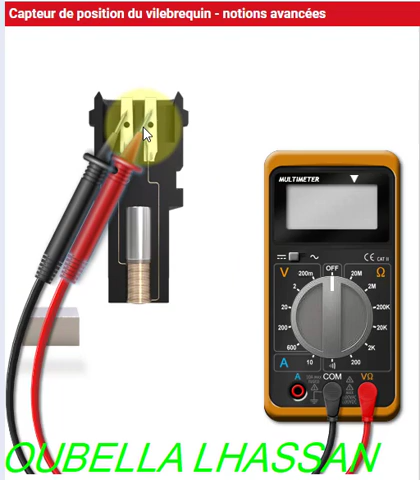 Capteur de position du vilebrequin - notions avancées
MULTIMETER
CE CAT II
OFF
V
200m
20M
Ω
2
2M
20
200K
200
20K
600
2K
A
10
200
A
COM
VΩ
OUBELLA LHASSAN